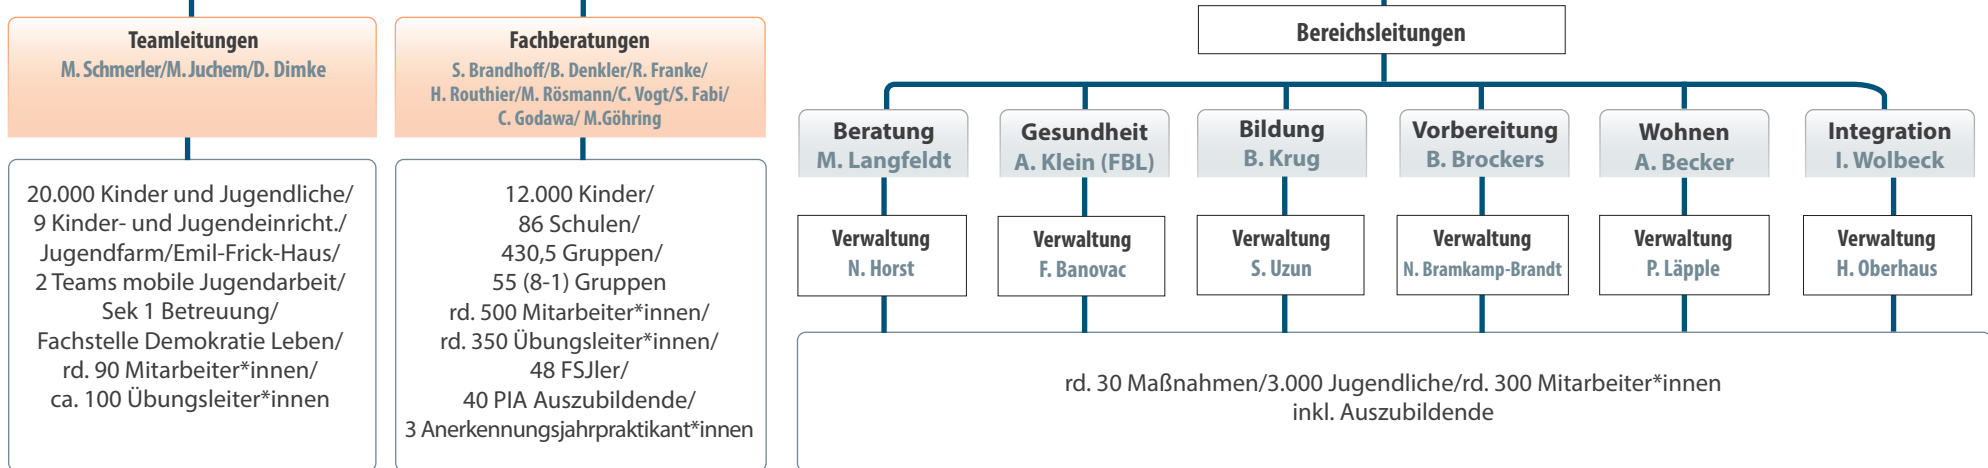 Teamleitungen
M. Schmerler/M. Juchem/D. Dimke
20.000 Kinder und Jugendliche/
9 Kinder- und Jugendeinricht./
Jugendfarm/Emil-Frick-Haus/
2 Teams mobile Jugendarbeit/
Sek 1 Betreuung/
Fachstelle Demokratie Leben/
rd. 90 Mitarbeiter*innen/
ca. 100 Übungsleiter*innen
Fachberatungen
S. Brandhoff/B. Denkler/R. Franke/
H. Routhier/M. Rösmann/C. Vogt/S. Fabi/
C. Godawa/ M.Göhring
12.000 Kinder/
86 Schulen/
430,5 Gruppen/
55 (8-1) Gruppen
rd. 500 Mitarbeiter*innen/
rd. 350 Übungsleiter*innen/
48 FSJler/
40 PIA Auszubildende/
3 Anerkennungsjahrpraktikant*innen
Bereichsleitungen
Beratung
M. Langfeldt
Verwaltung
N. Horst
Gesundheit
A. Klein (FBL)
Verwaltung
F. Banovac
Bildung
B. Krug
Verwaltung
S. Uzun
Vorbereitung
B. Brockers
Verwaltung
N. Bramkamp-Brandt
Wohnen
A. Becker
Verwaltung
P. Läpple
Integration
I. Wolbeck
Verwaltung
H. Oberhaus
rd. 30 Maßnahmen/3.000 Jugendliche/rd. 300 Mitarbeiter*innen
inkl. Auszubildende